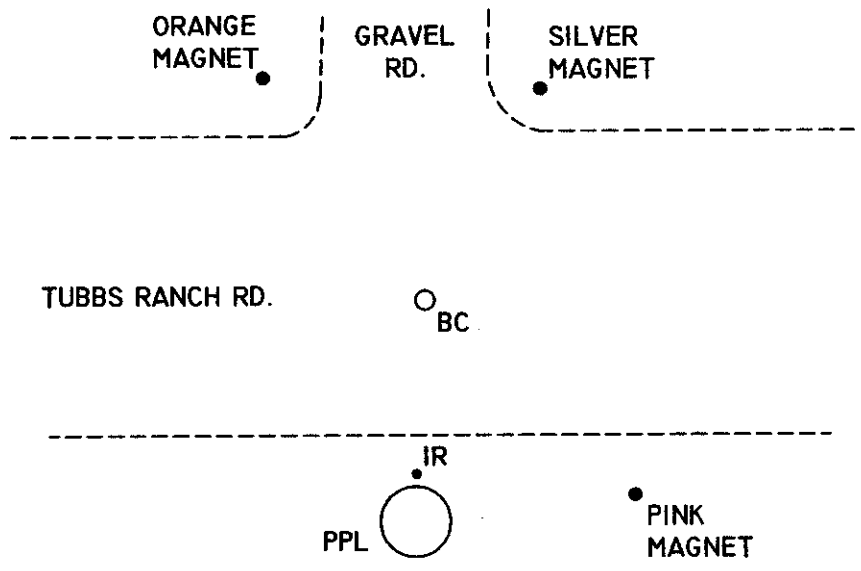 ORANGE
MAGNET
GRAVEL
RD.
SILVER
MAGNET
TUBBS RANCH RD.
BC
IR
PPL
PINK
MAGNET